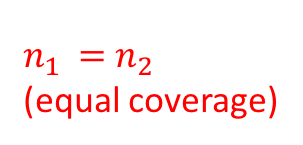 n₁ = n₂
(equal coverage)